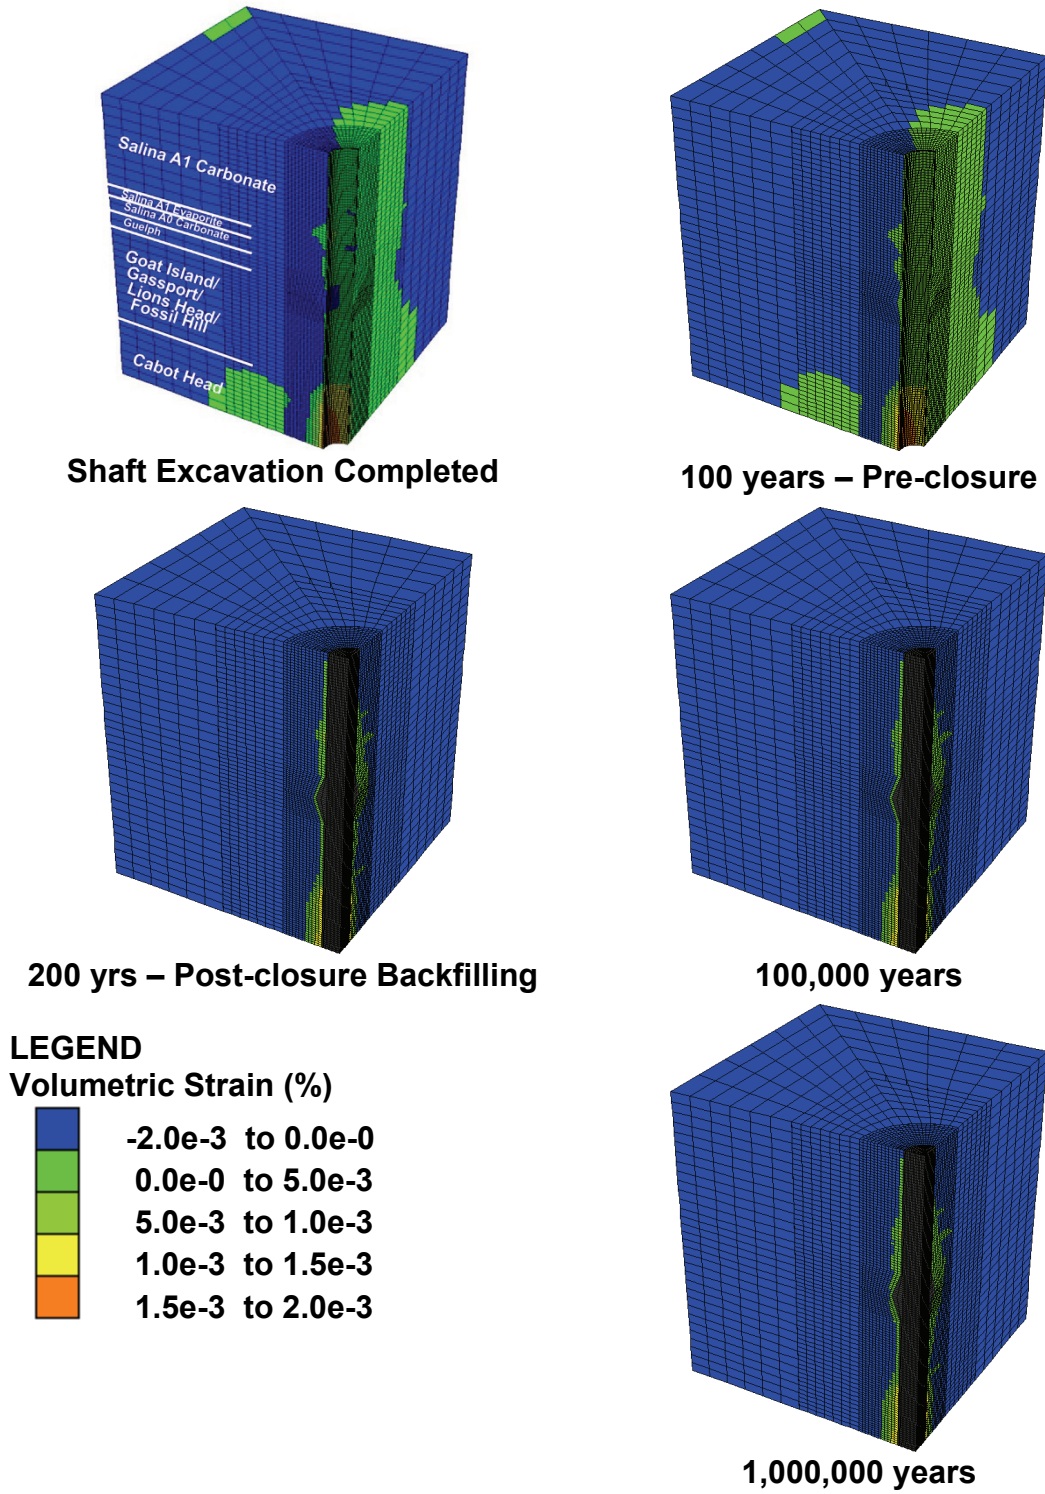 Salina A1 Carbonate
Salina A1 Evaporite
Salina A0 Carbonate
Guelph
Goat Island/
Gassport/
Lions Head/
Fossil Hill
Cabot Head
Shaft Excavation Completed
100 years – Pre-closure
200 yrs – Post-closure Backfilling
100,000 years
LEGEND
Volumetric Strain (%)
-2.0e-3 to 0.0e-0
0.0e-0 to 5.0e-3
5.0e-3 to 1.0e-3
1.0e-3 to 1.5e-3
1.5e-3 to 2.0e-3
1,000,000 years